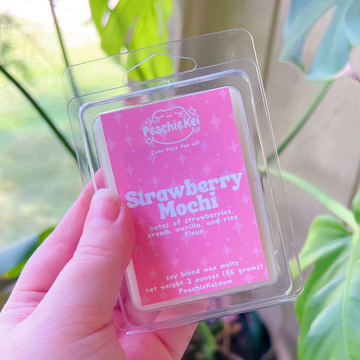 PeachieKei
Cute flair for all!
Strawberry
Mochi
notes of strawberries,
cream, vanilla, and rice
flour
soy blend wax melts
net weight 2 ounces (56 grams)
PeachieKei.com